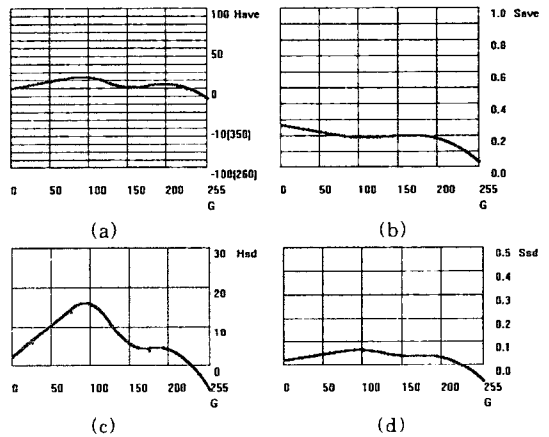 100 Have
50
0
-10[350]
-100[260]
0 50 100 150 200 255
G
(a)
1.0 Save
0.8
0.6
0.4
0.2
0.0
0 50 100 150 200 255
G
(b)
30 Hsd
20
10
0
0 50 100 150 200 255
G
(c)
0.5 Ssd
0.4
0.3
0.2
0.1
0.0
0 50 100 150 200 255
G
(d)